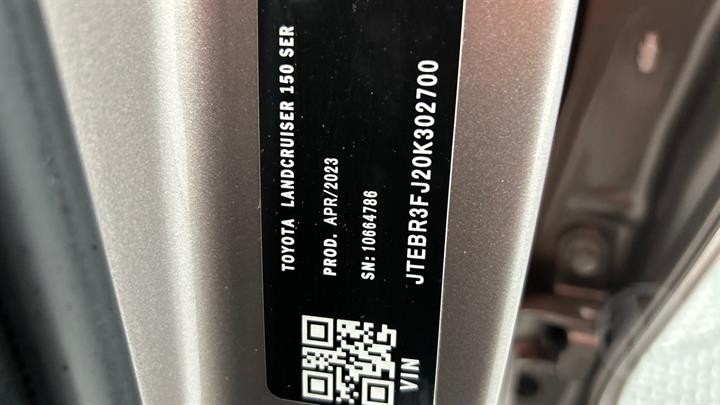 TOYOTA LANDCRUISER 150 SER
PROD. APR/2023
SN: 10664786
VIN JTEBR3FJ20K302700